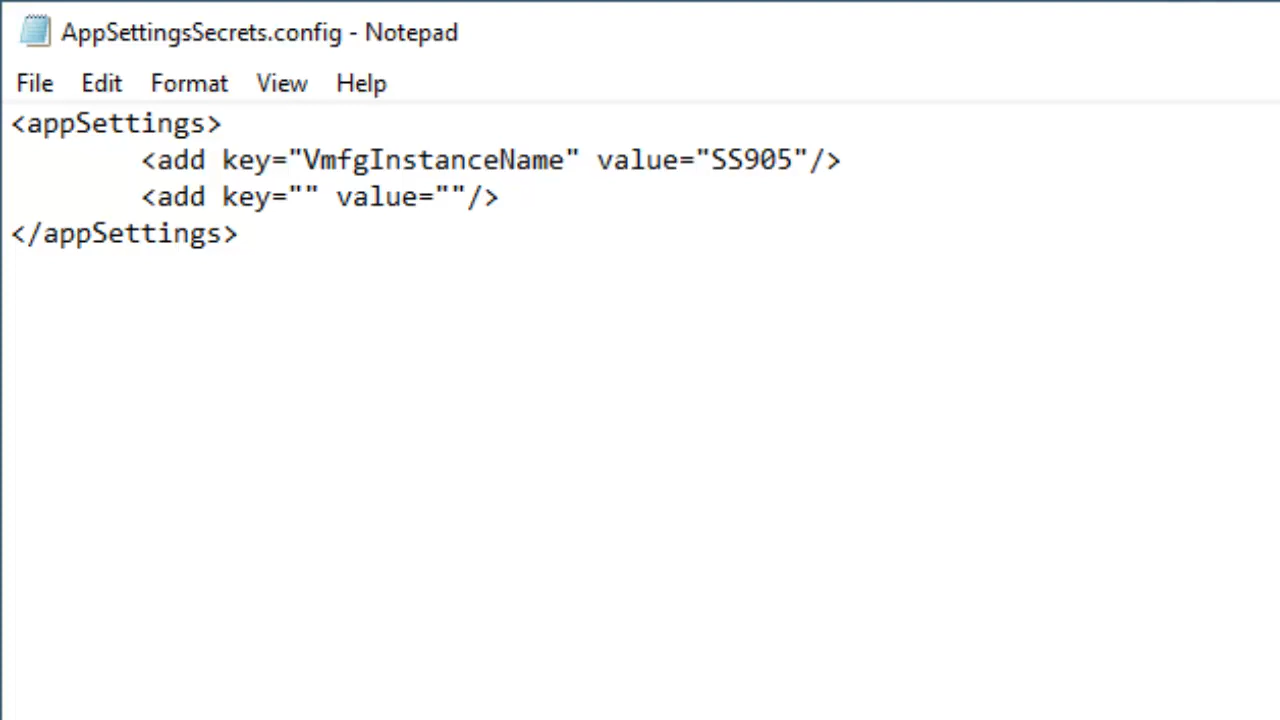 AppSettingsSecrets.config - Notepad
File Edit Format View Help
<appSettings>
<add key="VmfgInstanceName" value="SS905"/>
<add key="" value=""/>
</appSettings>